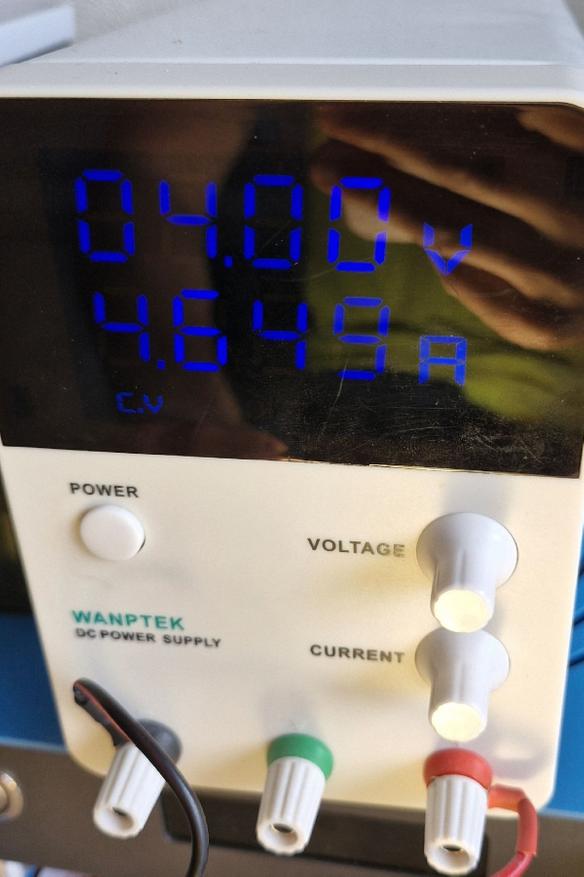 04.00 V
4.649 A
C.V
POWER
VOLTAGE
WANPTEK
DC POWER SUPPLY
CURRENT